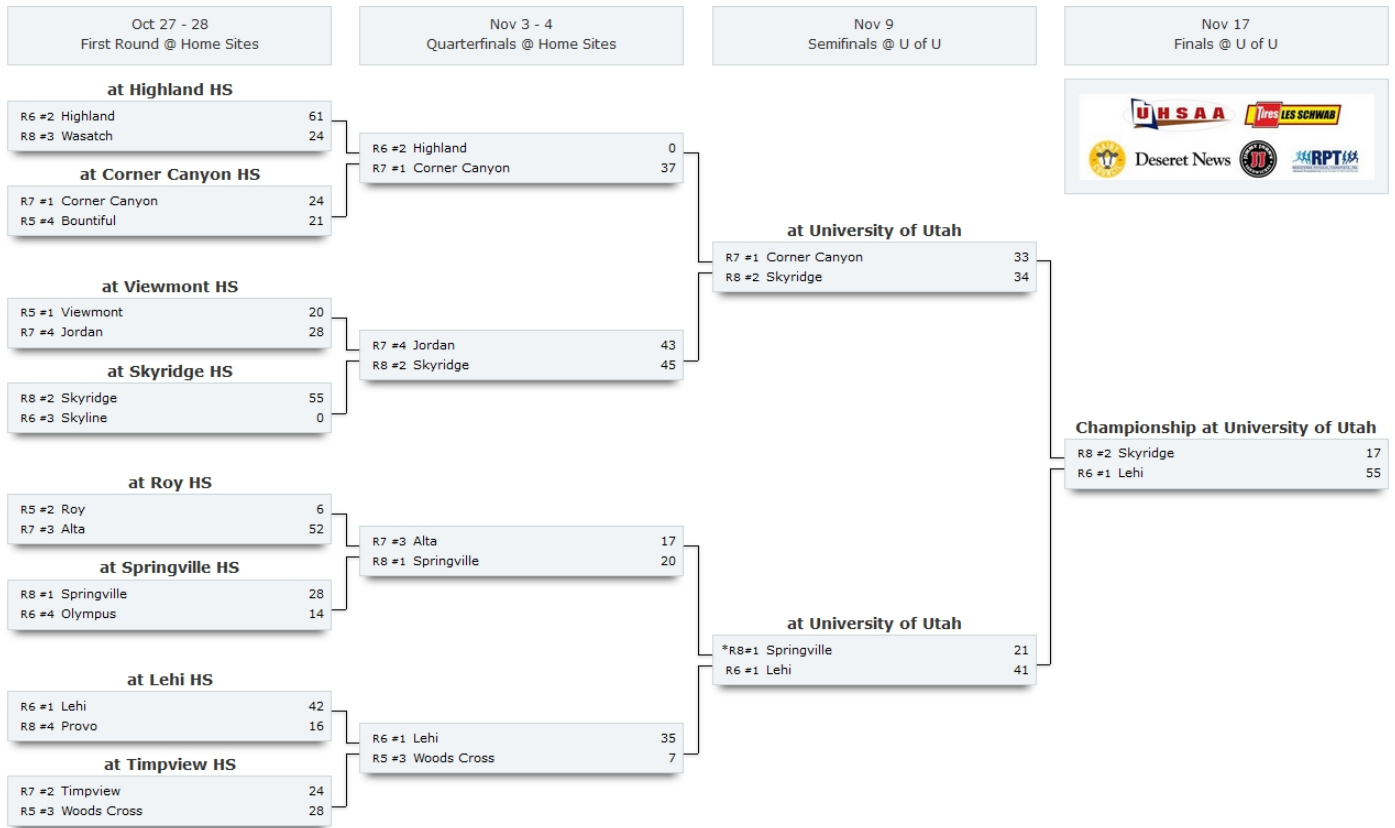 Oct 27 - 28
First Round @ Home Sites
Nov 3 - 4
Quarterfinals @ Home Sites
Nov 9
Semifinals @ U of U
Nov 17
Finals @ U of U
UHSAA
Tires LES SCHWAB
Deseret News
JIMMY JOHN'S
JJ
RPT
at Highland HS
R6 #2 Highland 61
R8 #3 Wasatch 24
at Corner Canyon HS
R7 #1 Corner Canyon 24
R5 #4 Bountiful 21
at Viewmont HS
R5 #1 Viewmont 20
R7 #4 Jordan 28
at Skyridge HS
R8 #2 Skyridge 55
R6 #3 Skyline 0
at Roy HS
R5 #2 Roy 6
R7 #3 Alta 52
at Springville HS
R8 #1 Springville 28
R6 #4 Olympus 14
at Lehi HS
R6 #1 Lehi 42
R8 #4 Provo 16
at Timpview HS
R7 #2 Timpview 24
R5 #3 Woods Cross 28
R6 #2 Highland 0
R7 #1 Corner Canyon 37
R7 #4 Jordan 43
R8 #2 Skyridge 45
R7 #3 Alta 17
R8 #1 Springville 20
R6 #1 Lehi 35
R5 #3 Woods Cross 7
at University of Utah
R7 #1 Corner Canyon 33
R8 #2 Skyridge 34
at University of Utah
*R8#1 Springville 21
R6 #1 Lehi 41
Championship at University of Utah
R8 #2 Skyridge 17
R6 #1 Lehi 55